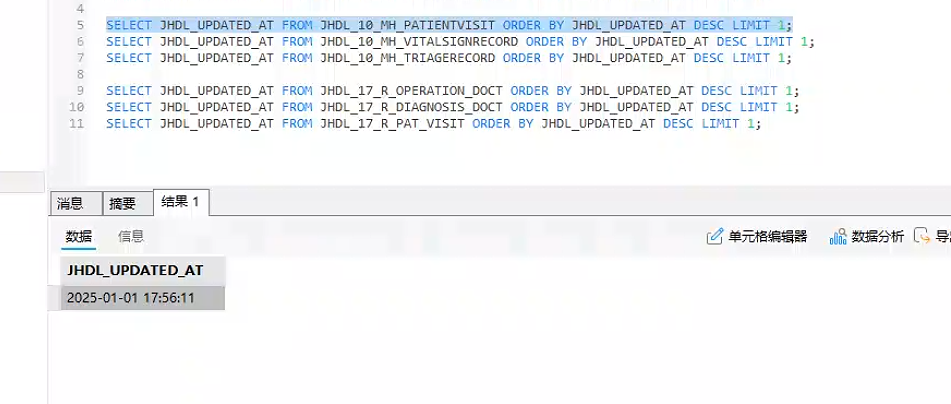 4
5 SELECT JHDL_UPDATED_AT FROM JHDL_10_MH_PATIENTVISIT ORDER BY JHDL_UPDATED_AT DESC LIMIT 1;
6 SELECT JHDL_UPDATED_AT FROM JHDL_10_MH_VITALSIGNRECORD ORDER BY JHDL_UPDATED_AT DESC LIMIT 1;
7 SELECT JHDL_UPDATED_AT FROM JHDL_10_MH_TRIAGERECORD ORDER BY JHDL_UPDATED_AT DESC LIMIT 1;
8
9 SELECT JHDL_UPDATED_AT FROM JHDL_17_R_OPERATION_DOCT ORDER BY JHDL_UPDATED_AT DESC LIMIT 1;
10 SELECT JHDL_UPDATED_AT FROM JHDL_17_R_DIAGNOSIS_DOCT ORDER BY JHDL_UPDATED_AT DESC LIMIT 1;
11 SELECT JHDL_UPDATED_AT FROM JHDL_17_R_PAT_VISIT ORDER BY JHDL_UPDATED_AT DESC LIMIT 1;
消息 摘要 结果 1
数据 信息 单元格编辑器 数据分析 导
JHDL_UPDATED_AT
2025-01-01 17:56:11